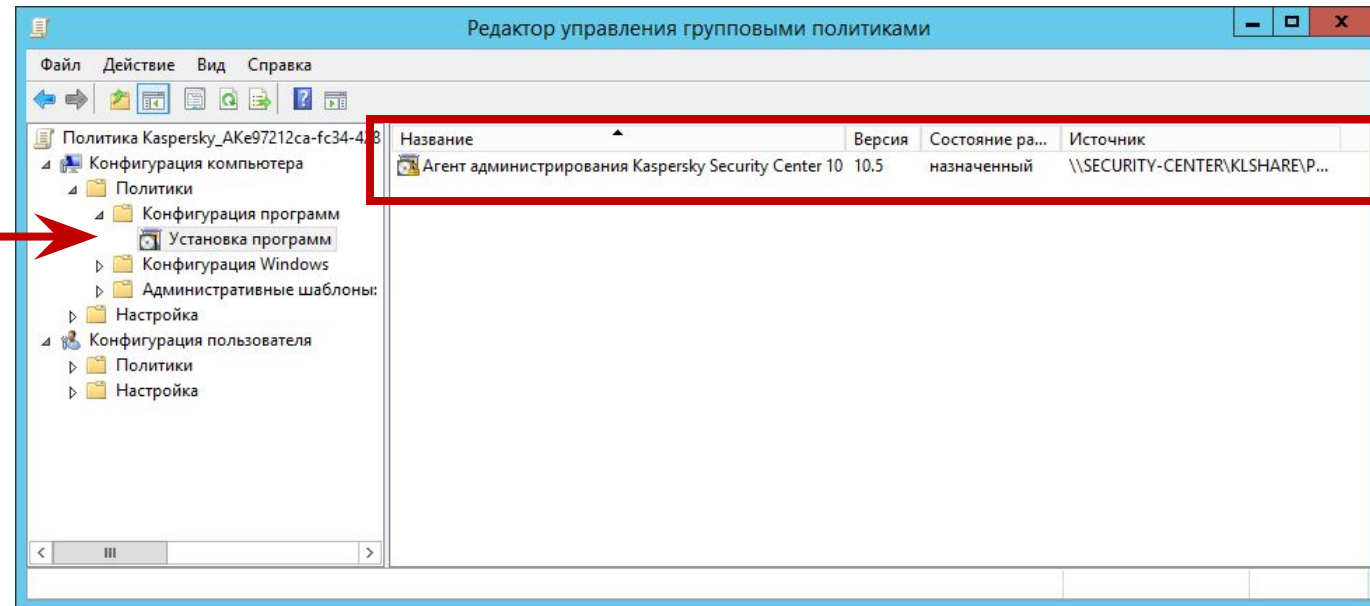 Редактор управления групповыми политиками
Файл Действие Вид Справка
Политика Kaspersky_AKe97212ca-fc34-428
Конфигурация компьютера
Политики
Конфигурация программ
Установка программ
Конфигурация Windows
Административные шаблоны:
Настройка
Конфигурация пользователя
Политики
Настройка
Название Версия Состояние ра... Источник
Агент администрирования Kaspersky Security Center 10 10.5 назначенный \\SECURITY-CENTER\KLSHARE\P...